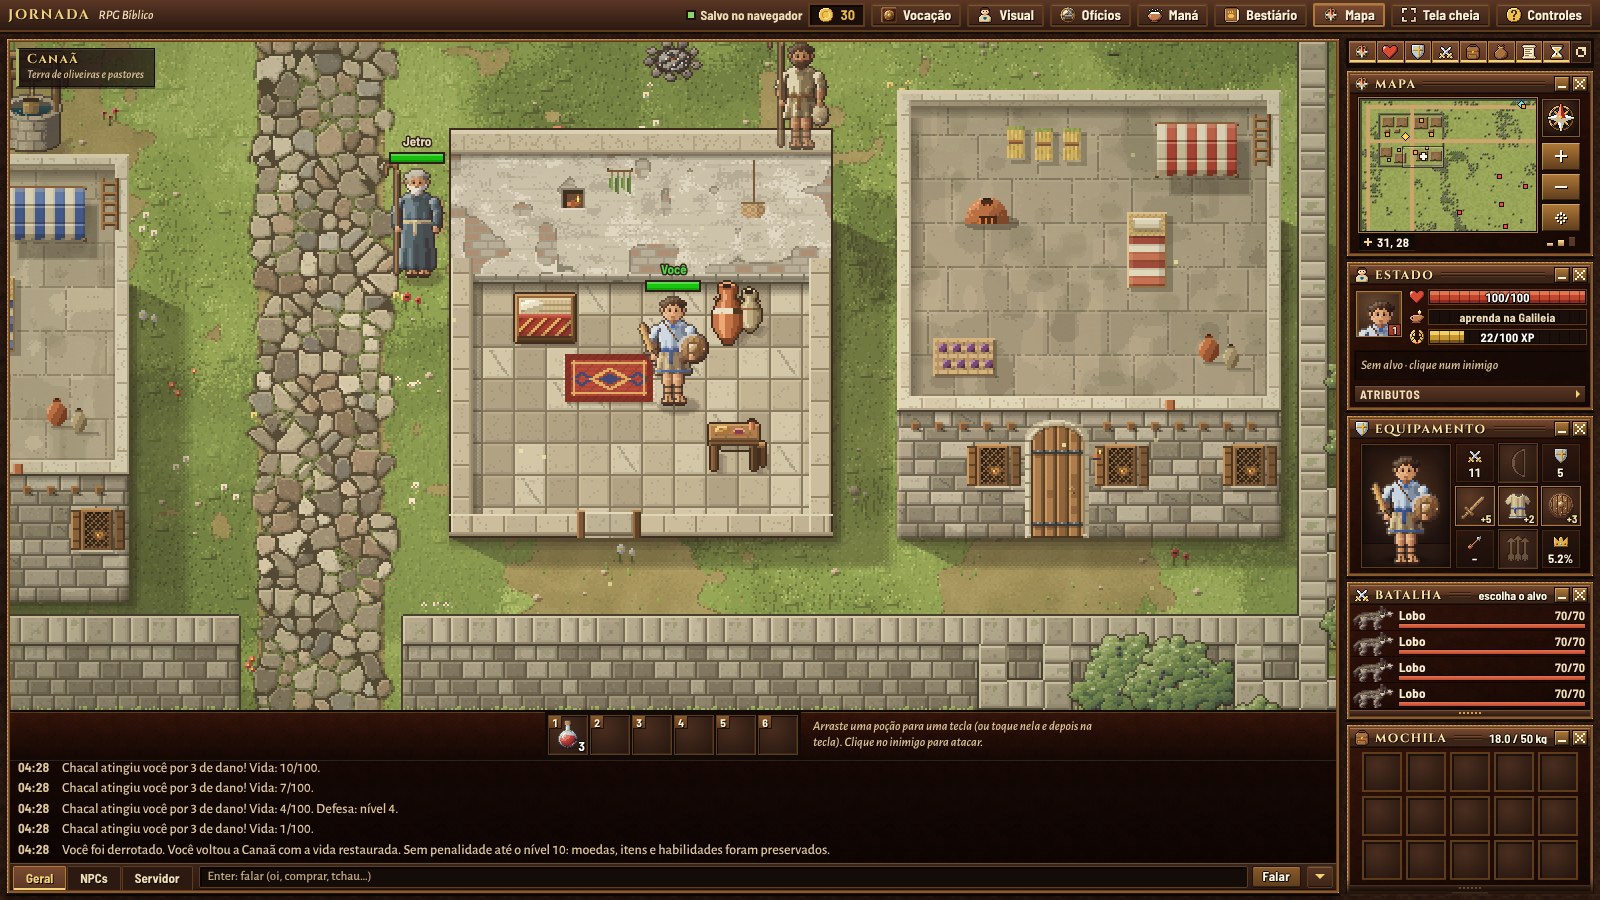 JORNADA RPG Bíblico
Salvo no navegador
30
Vocação
Visual
Ofícios
Maná
Bestiário
Mapa
Tela cheia
Controles
CANAÃ
Terra de oliveiras e pastores
Jetro
Você
MAPA
31, 28
ESTADO
100/100
1
aprenda na Galileia
22/100 XP
Sem alvo · clique num inimigo
ATRIBUTOS
EQUIPAMENTO
11
5
+5
+2
+3
-
5.2%
BATALHA escolha o alvo
Lobo 70/70
Lobo 70/70
Lobo 70/70
Lobo 70/70
MOCHILA 18.0 / 50 kg
1 2 3 4 5 6
3
Arraste uma poção para uma tecla (ou toque nela e depois na
tecla). Clique no inimigo para atacar.
04:28 Chacal atingiu você por 3 de dano! Vida: 10/100.
04:28 Chacal atingiu você por 3 de dano! Vida: 7/100.
04:28 Chacal atingiu você por 3 de dano! Vida: 4/100. Defesa: nível 4.
04:28 Chacal atingiu você por 3 de dano! Vida: 1/100.
04:28 Você foi derrotado. Você voltou a Canaã com a vida restaurada. Sem penalidade até o nível 10: moedas, itens e habilidades foram preservados.
Geral
NPCs
Servidor
Enter: falar (oi, comprar, tchau...)
Falar